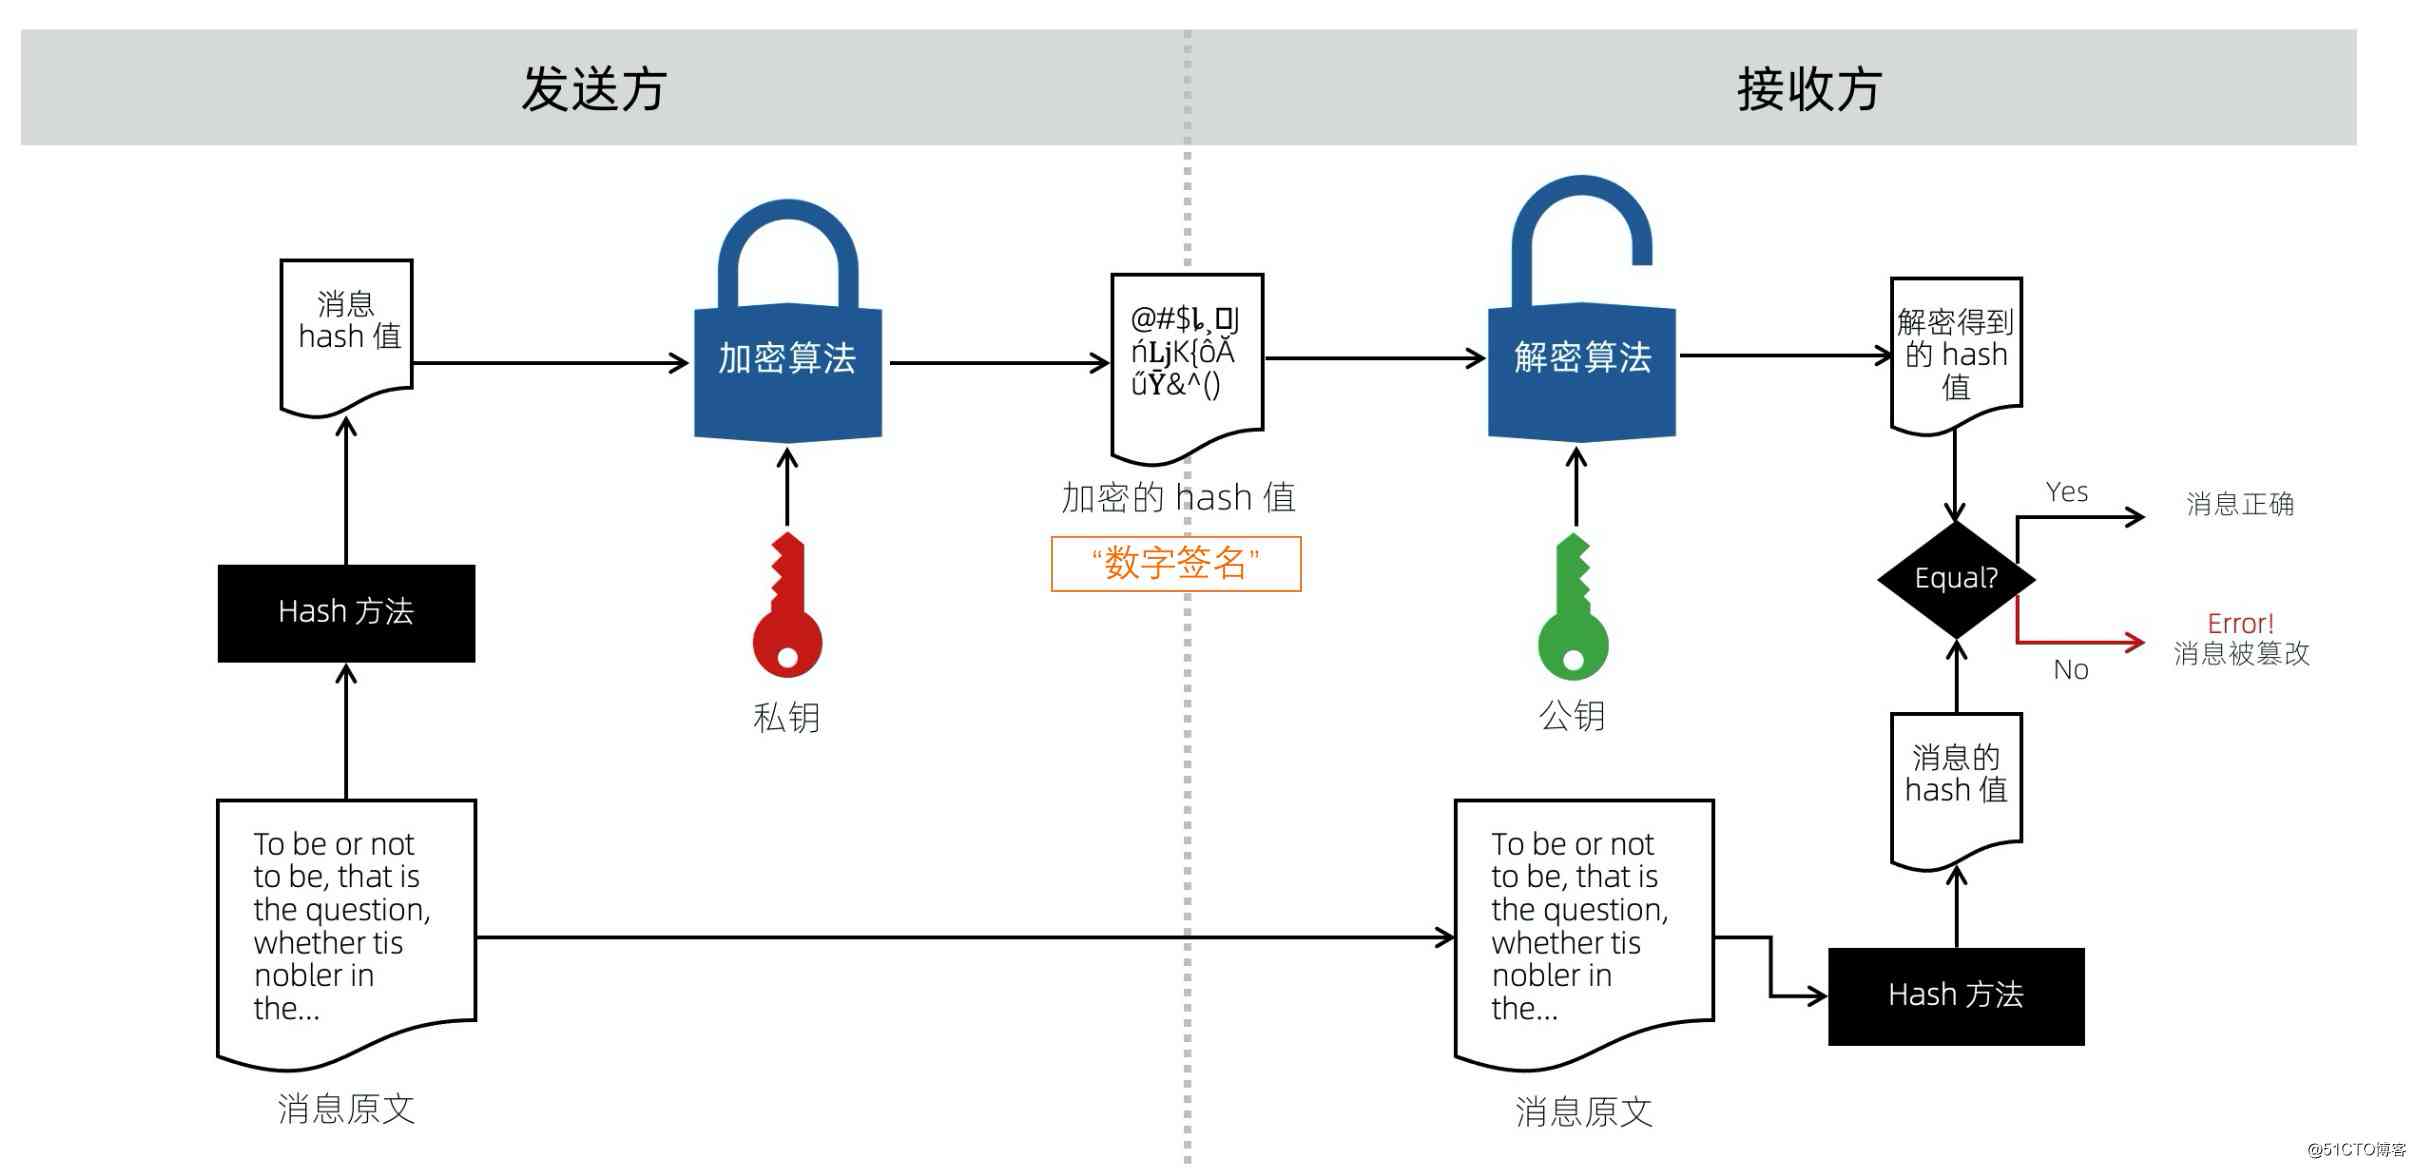 发送方
接收方
消息
hash 值
加密算法
私钥
Hash 方法
To be or not
to be, that is
the question,
whether tis
nobler in
the...
消息原文
@#$
K{ôĂ
&^()
加密的 hash 值
“数字签名”
解密算法
公钥
解密得到
的 hash
值
Equal?
Yes
消息正确
Error!
消息被篡改
No
消息的
hash 值
Hash 方法
To be or not
to be, that is
the question,
whether tis
nobler in
the...
消息原文
@51CTO博客